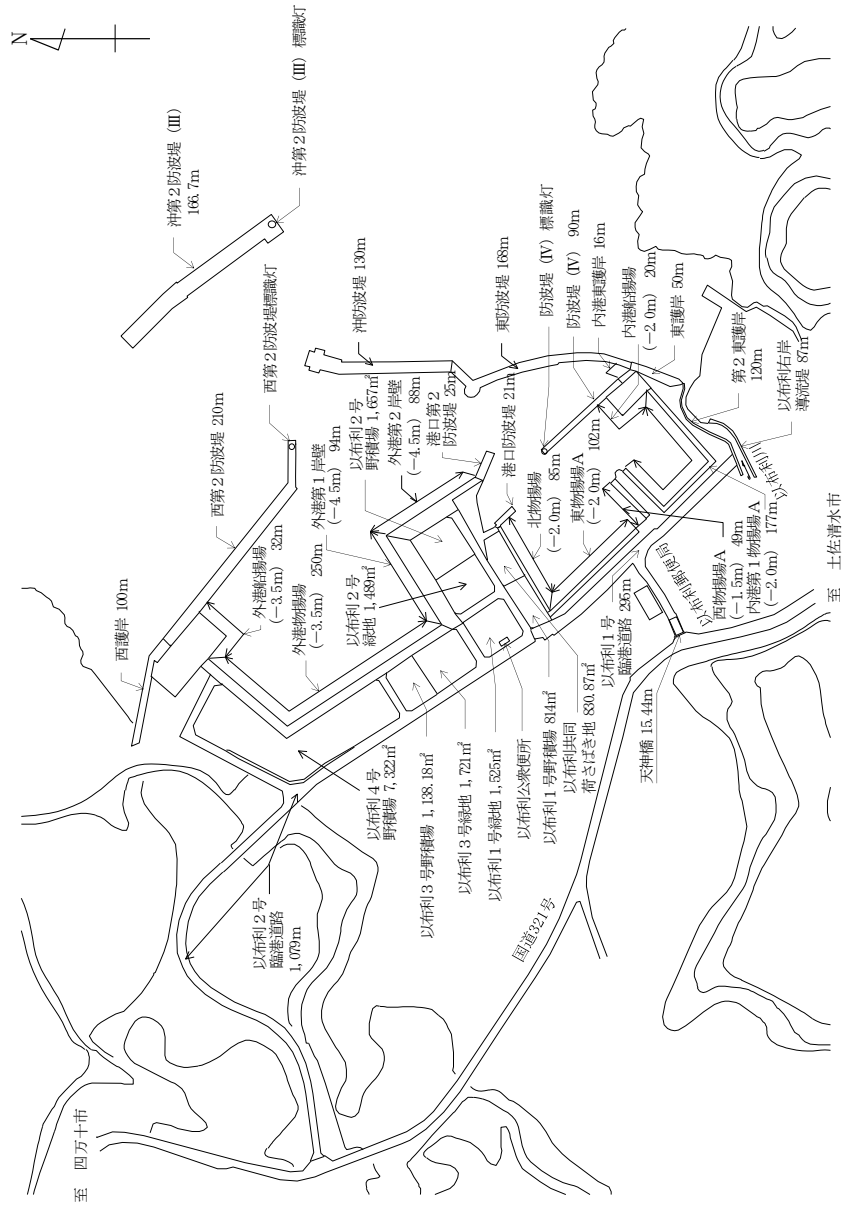 N
沖第2防波堤（Ⅲ）
166.7m
沖第2防波堤（Ⅲ）標識灯
西第2防波堤標識灯
沖防波堤 130m
西第2防波堤 210m
西護岸 100m
外港船揚場
(－3.5m) 32m
外港物揚場
(－3.5m) 250m
外港第1岸壁
(－4.5m) 94m
以布利2号
野積場 1,657㎡
外港第2岸壁
(－4.5m) 88m
港口第2
防波堤 25m
以布利2号
緑地 1,489㎡
港口防波堤 21m
東防波堤 168m
防波堤（Ⅳ）標識灯
防波堤（Ⅳ） 90m
内港東護岸 16m
内港船揚場
(－2.0m) 20m
東護岸 50m
第2東護岸
120m
以布利右岸
導流堤 87m
以布利川
北物揚場
(－2.0m) 85m
東物揚場A
(－2.0m) 102m
西物揚場A
(－1.5m) 49m
内港第1物揚場A
(－2.0m) 177m
以布利郵便局
以布利1号
臨港道路 295m
天神橋 15.44m
以布利共同
荷さばき地 830.87㎡
以布利1号野積場 814㎡
以布利公衆便所
以布利1号緑地 1,525㎡
以布利3号緑地 1,721㎡
以布利3号野積場 1,138.18㎡
以布利4号
野積場 7,322㎡
以布利2号
臨港道路
1,079m
国道321号
至 四万十市
至 土佐清水市